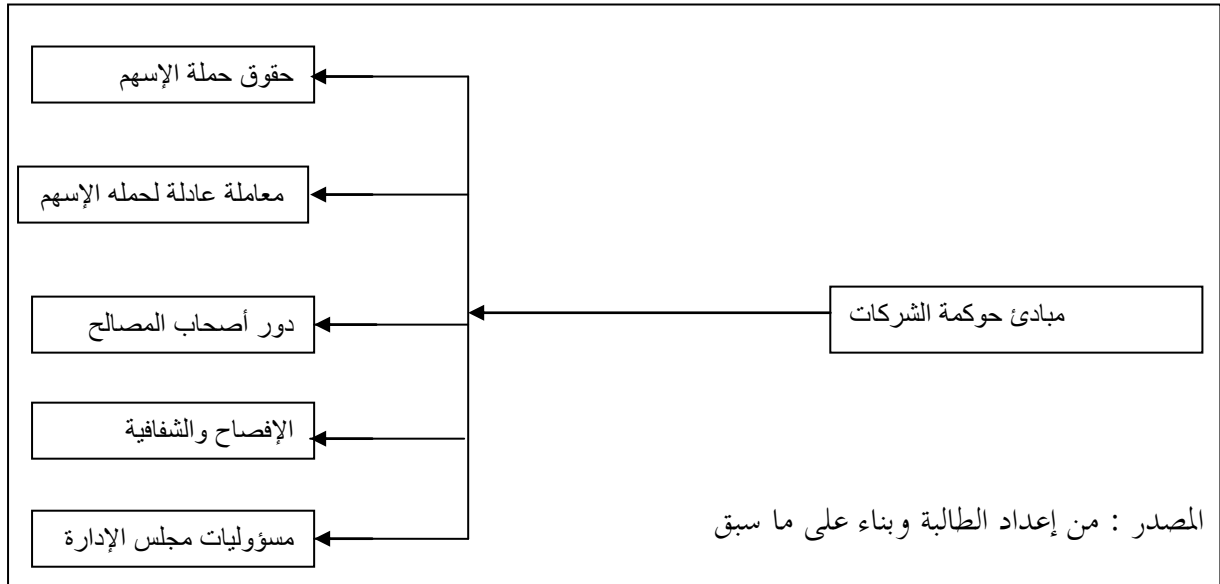 مبادئ حوكمة الشركات
حقوق حملة الإسهم
معاملة عادلة لحمله الإسهم
دور أصحاب المصالح
الإفصاح والشفافية
مسؤوليات مجلس الإدارة
المصدر : من إعداد الطالبة وبناء على ما سبق